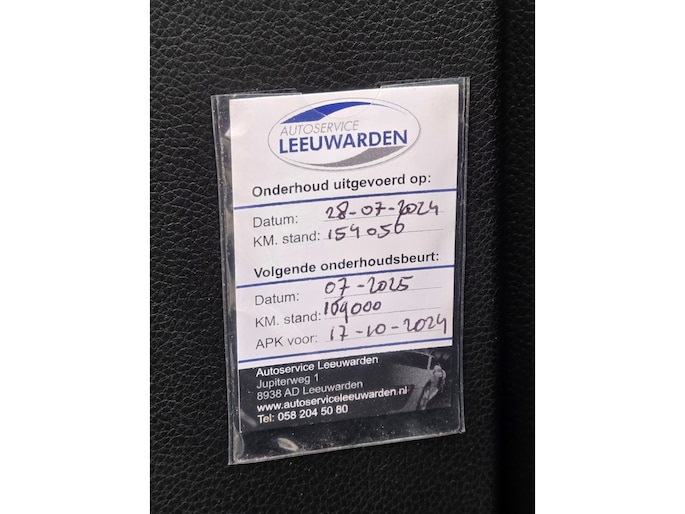 AUTOSERVICE
LEEUWARDEN
Onderhoud uitgevoerd op:
Datum: 28-07-2024
KM. stand: 154050
Volgende onderhoudsbeurt:
Datum: 07-2025
KM. stand: 169000
APK voor: 17-10-2024
Autoservice Leeuwarden
Jupiterweg 1
8938 AD Leeuwarden
www.autoserviceleeuwarden.nl
Tel: 058 204 50 80